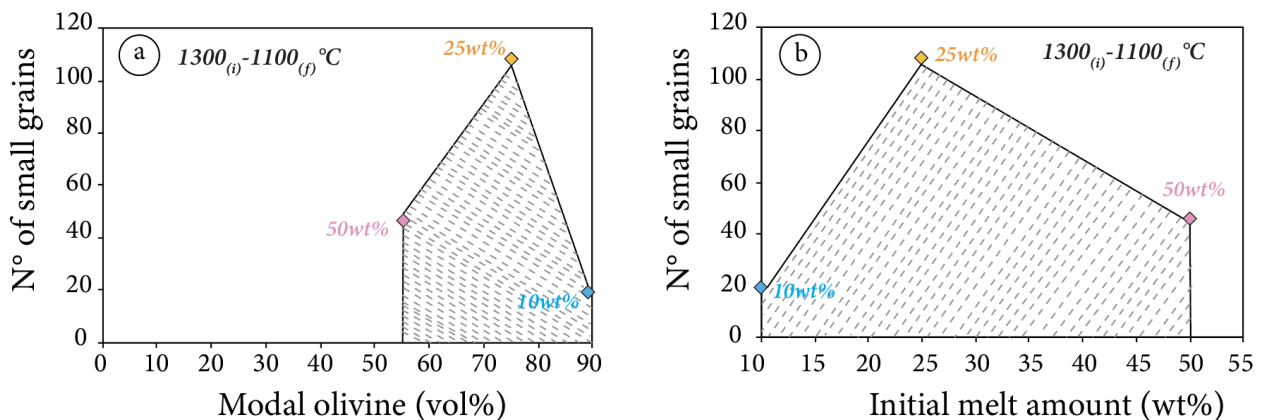 120
100
80
60
40
20
0
N° of small grains
a
1300(i)-1100(f)°C
25wt%
50wt%
10wt%
0 10 20 30 40 50 60 70 80 90
Modal olivine (vol%)
120
100
80
60
40
20
0
N° of small grains
b
25wt%
1300(i)-1100(f)°C
50wt%
10wt%
10 15 20 25 30 35 40 45 50 55
Initial melt amount (wt%)